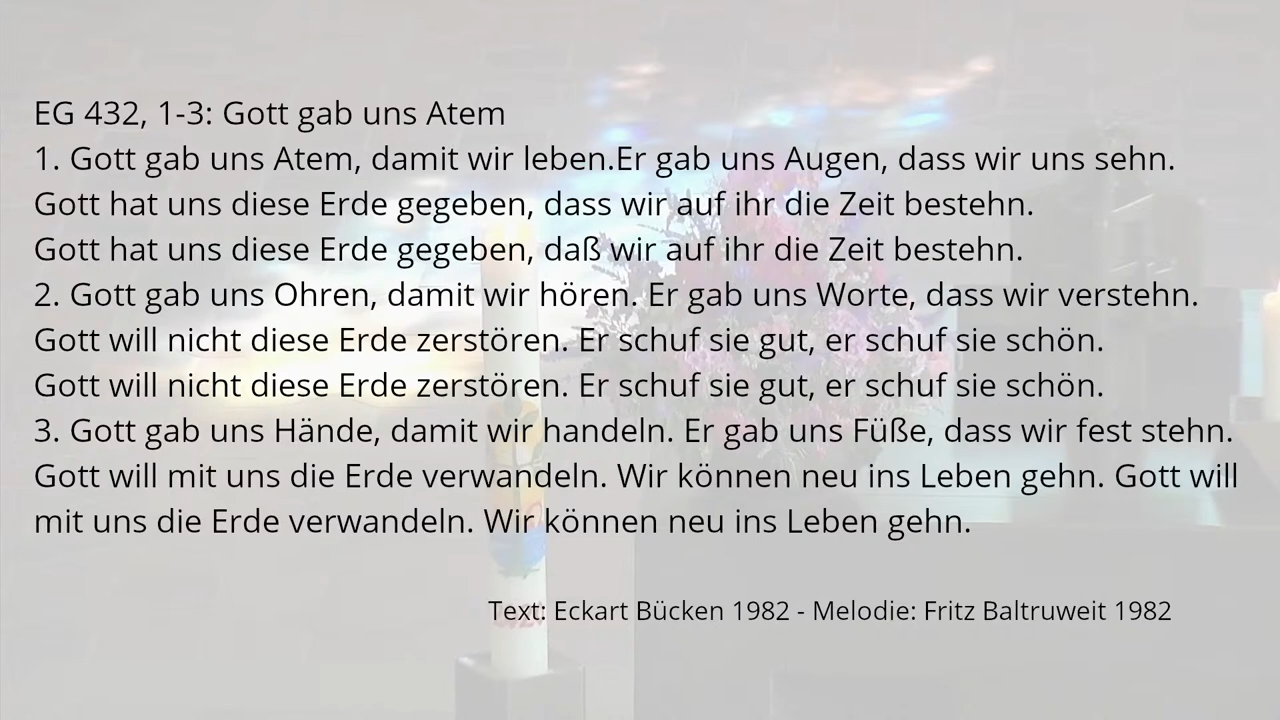 EG 432, 1-3: Gott gab uns Atem
1. Gott gab uns Atem, damit wir leben.Er gab uns Augen, dass wir uns sehn.
Gott hat uns diese Erde gegeben, dass wir auf ihr die Zeit bestehn.
Gott hat uns diese Erde gegeben, daß wir auf ihr die Zeit bestehn.
2. Gott gab uns Ohren, damit wir hören. Er gab uns Worte, dass wir verstehn.
Gott will nicht diese Erde zerstören. Er schuf sie gut, er schuf sie schön.
Gott will nicht diese Erde zerstören. Er schuf sie gut, er schuf sie schön.
3. Gott gab uns Hände, damit wir handeln. Er gab uns Füße, dass wir fest stehn.
Gott will mit uns die Erde verwandeln. Wir können neu ins Leben gehn. Gott will
mit uns die Erde verwandeln. Wir können neu ins Leben gehn.
Text: Eckart Bücken 1982 - Melodie: Fritz Baltruweit 1982